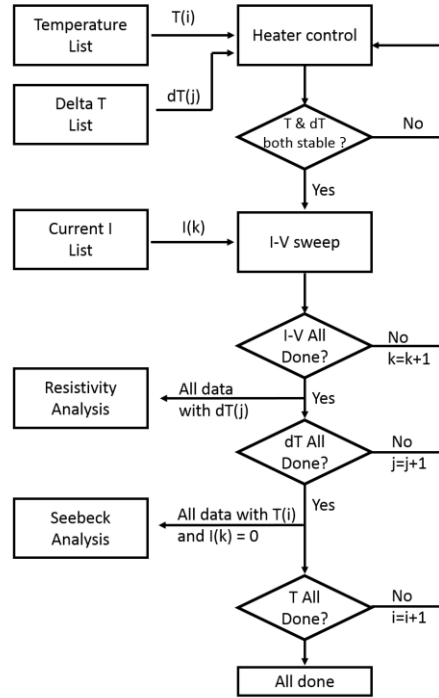 Temperature
List
T(i)
Heater control
Delta T
List
dT(j)
T & dT
both stable ?
No
Yes
Current I
List
I(k)
I-V sweep
I-V All
Done?
No
k=k+1
Resistivity
Analysis
All data
with dT(j)
Yes
dT All
Done?
No
j=j+1
Yes
Seebeck
Analysis
All data with T(i)
and I(k) = 0
T All
Done?
No
i=i+1
All done